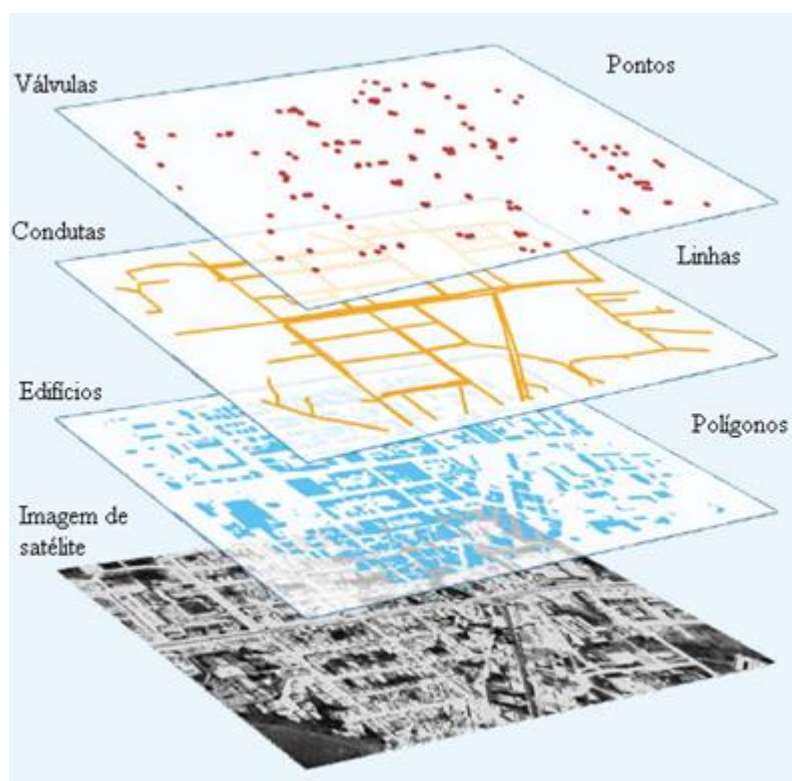 Válvulas
Pontos
Condutas
Linhas
Edifícios
Polígonos
Imagem de
satélite